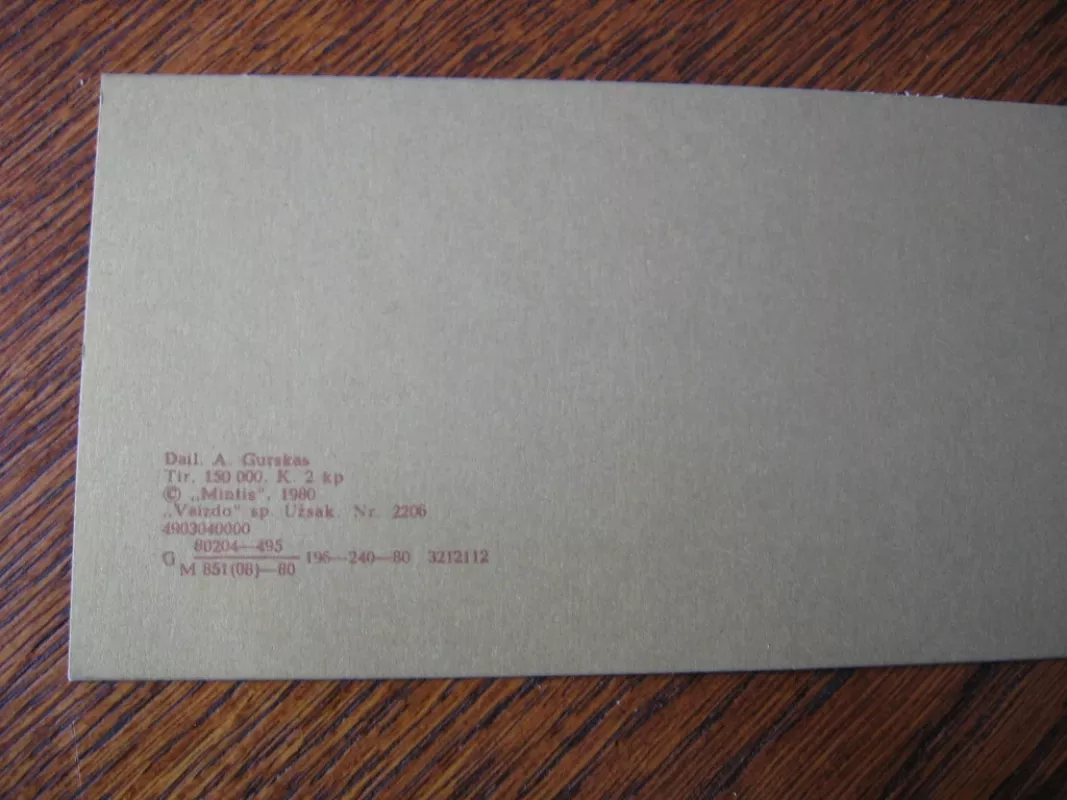 Dail. A. Gurskas
Tir. 150 000. K. 2 kp
© „Mintis“, 1980
„Vaizdo“ sp. Užsak. Nr. 2206
4903040000
G 80204—495
M 851(08)—80 196—240—80 3212112